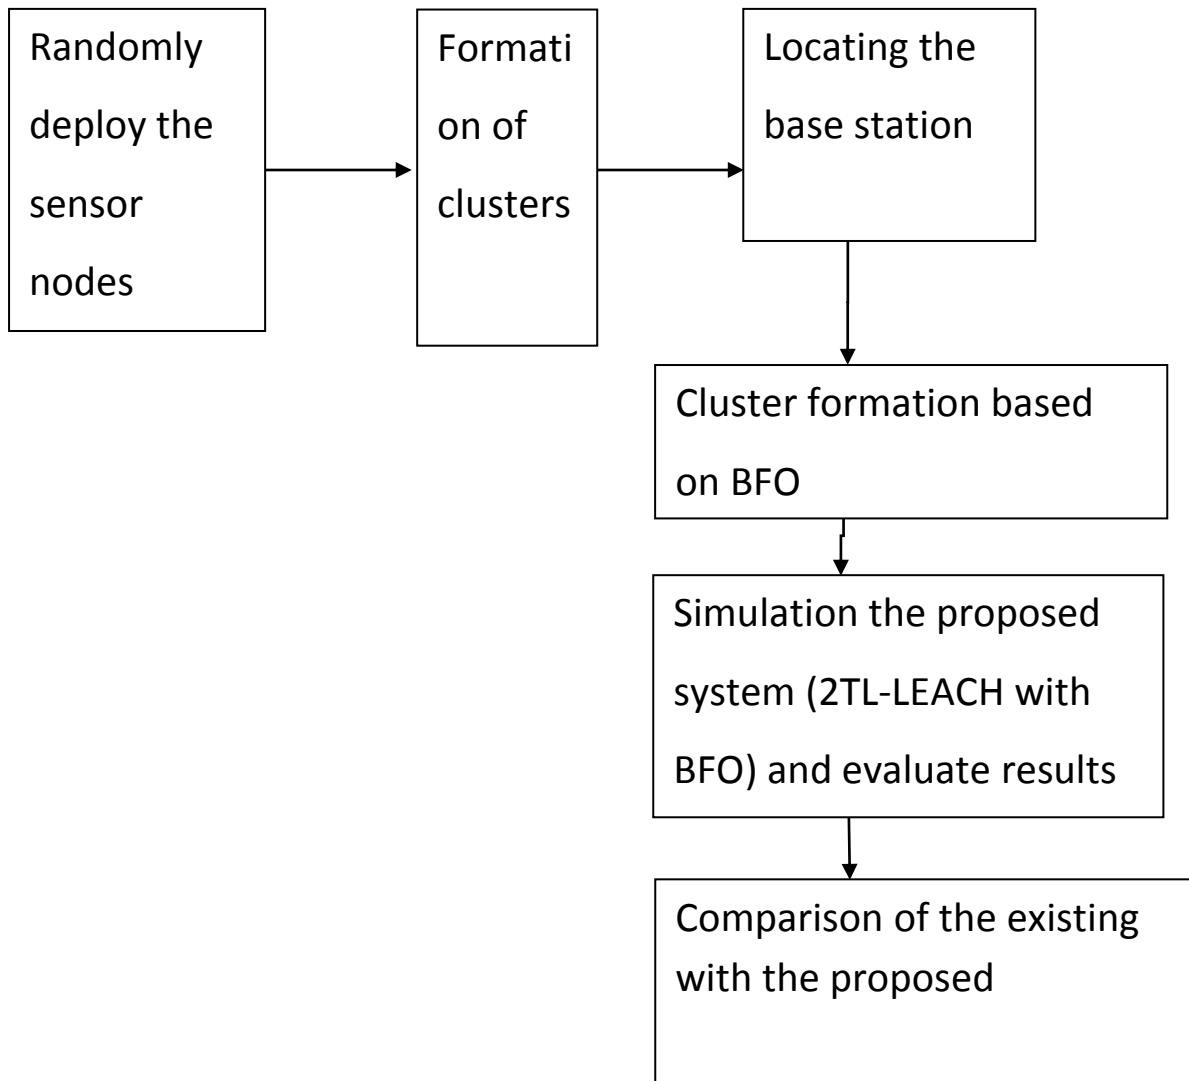 Randomly
deploy the
sensor
nodes
Formati
on of
clusters
Locating the
base station
Cluster formation based
on BFO
Simulation the proposed
system (2TL-LEACH with
BFO) and evaluate results
Comparison of the existing
with the proposed